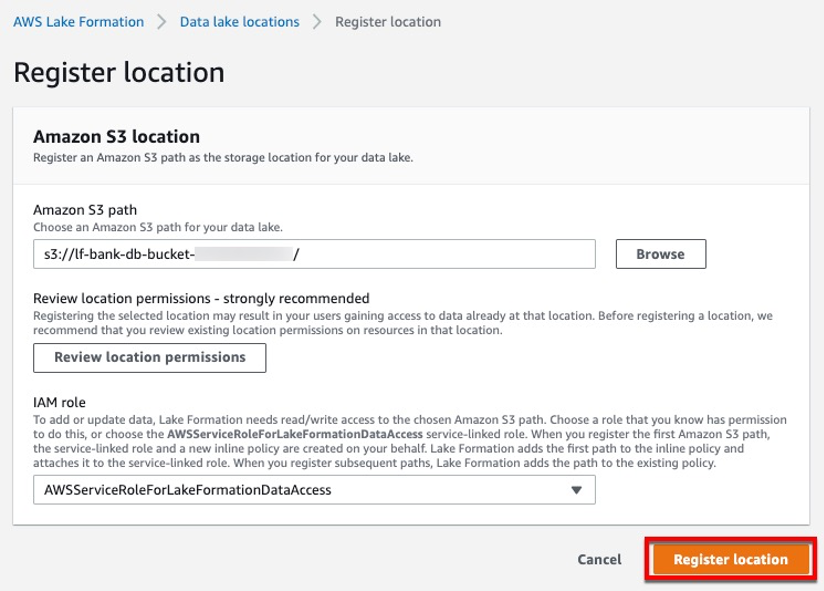 AWS Lake Formation > Data lake locations > Register location
Register location
Amazon S3 location
Register an Amazon S3 path as the storage location for your data lake.
Amazon S3 path
Choose an Amazon S3 path for your data lake.
s3://lf-bank-db-bucket- /
Browse
Review location permissions - strongly recommended
Registering the selected location may result in your users gaining access to data already at that location. Before registering a location, we
recommend that you review existing location permissions on resources in that location.
Review location permissions
IAM role
To add or update data, Lake Formation needs read/write access to the chosen Amazon S3 path. Choose a role that you know has permission
to do this, or choose the AWSServiceRoleForLakeFormationDataAccess service-linked role. When you register the first Amazon S3 path,
the service-linked role and a new inline policy are created on your behalf. Lake Formation adds the first path to the inline policy and
attaches it to the service-linked role. When you register subsequent paths, Lake Formation adds the path to the existing policy.
AWSServiceRoleForLakeFormationDataAccess
Cancel
Register location